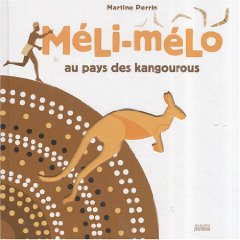 Martine Perrin
MéLi-méLo
au pays des kangourous